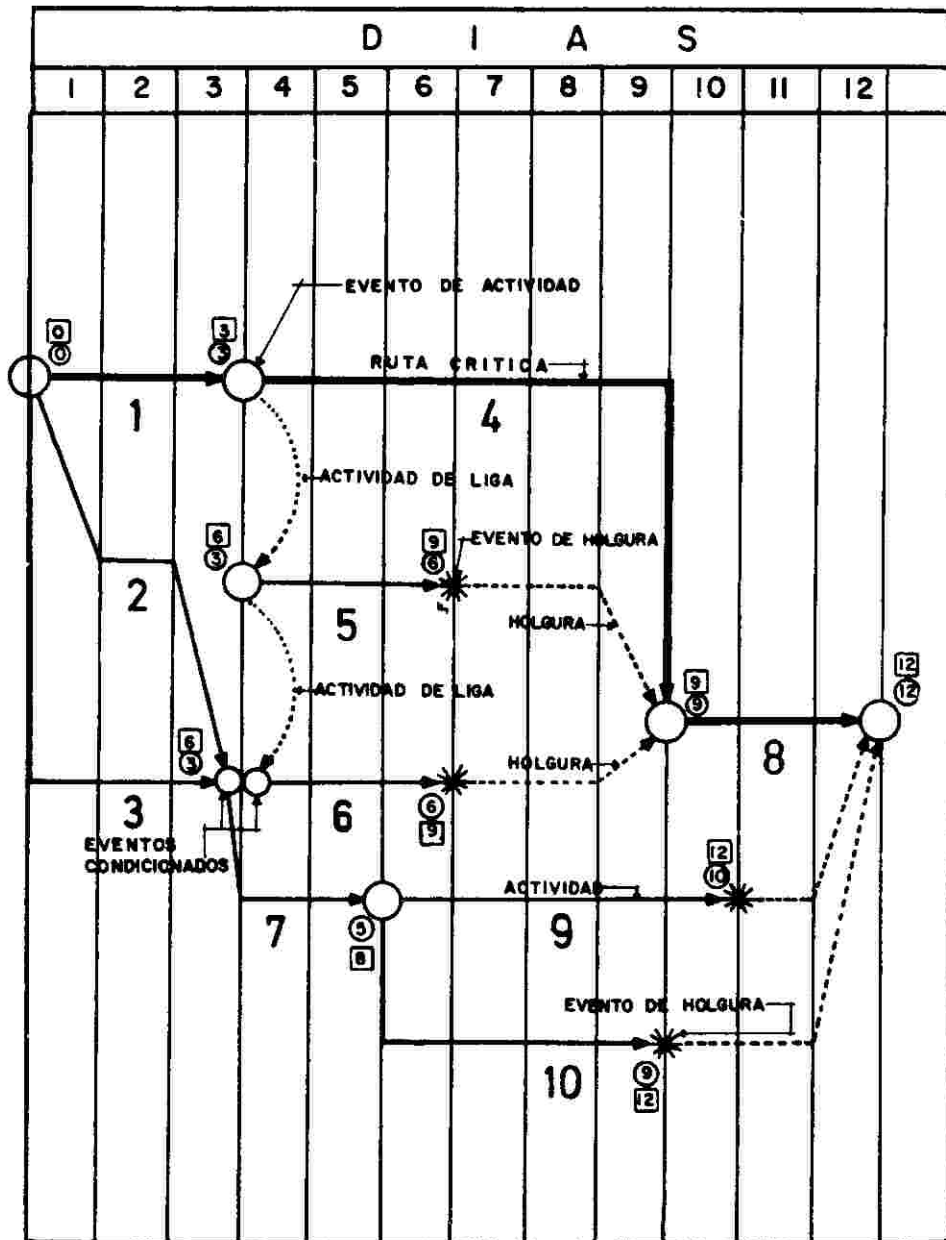 D I A S
1 2 3 4 5 6 7 8 9 10 11 12
EVENTO DE ACTIVIDAD
0
0
3
3
RUTA CRITICA
1
4
ACTIVIDAD DE LIGA
6
3
9
6
EVENTO DE HOLGURA
2
5
HOLGURA
ACTIVIDAD DE LIGA
9
9
12
12
6
3
HOLGURA
8
3
6
6
9
EVENTOS
CONDICIONADOS
12
10
ACTIVIDAD
7
9
5
8
EVENTO DE HOLGURA
10
9
12